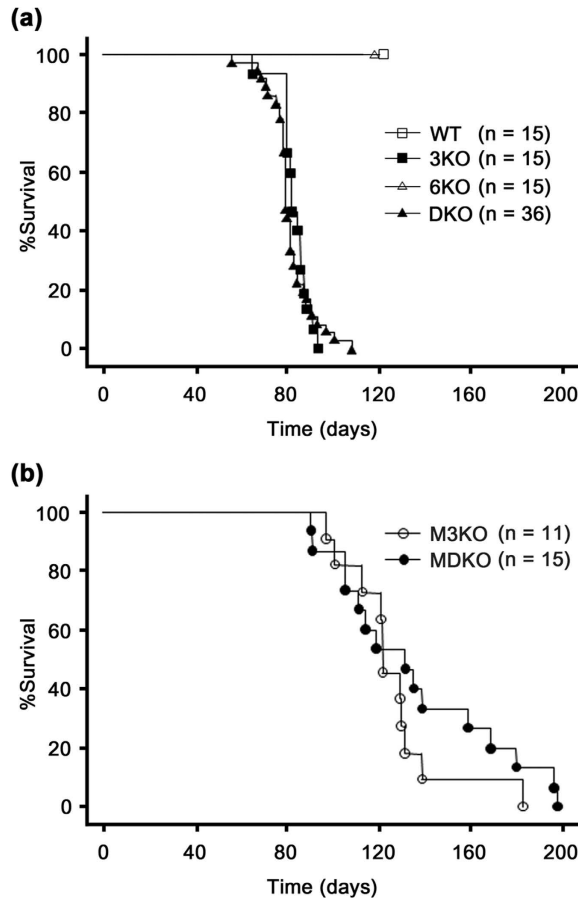 (a)
100
80
60
40
20
0
%Survival
WT (n = 15)
3KO (n = 15)
6KO (n = 15)
DKO (n = 36)
0 40 80 120 160 200
Time (days)
(b)
100
80
60
40
20
0
%Survival
M3KO (n = 11)
MDKO (n = 15)
0 40 80 120 160 200
Time (days)